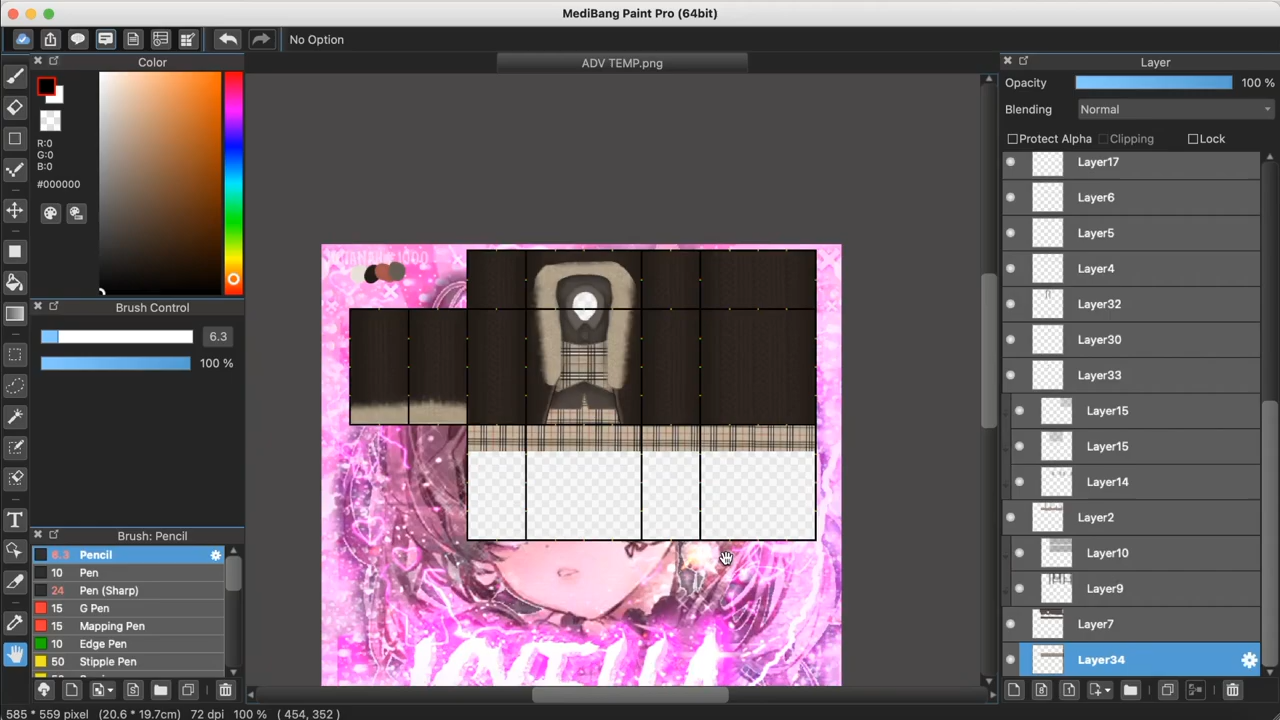 MediBang Paint Pro (64bit)
No Option
ADV TEMP.png
Color
R:0
G:0
B:0
#000000
Brush Control
6.3
100 %
Brush: Pencil
6.3 Pencil
10 Pen
24 Pen (Sharp)
15 G Pen
15 Mapping Pen
10 Edge Pen
50 Stipple Pen
585 * 559 pixel (20.6 * 19.7cm) 72 dpi 100 % ( 454, 352 )
Layer
Opacity 100 %
Blending Normal
Protect Alpha Clipping Lock
Layer17
Layer6
Layer5
Layer4
Layer32
Layer30
Layer33
Layer15
Layer15
Layer14
Layer2
Layer10
Layer9
Layer7
Layer34